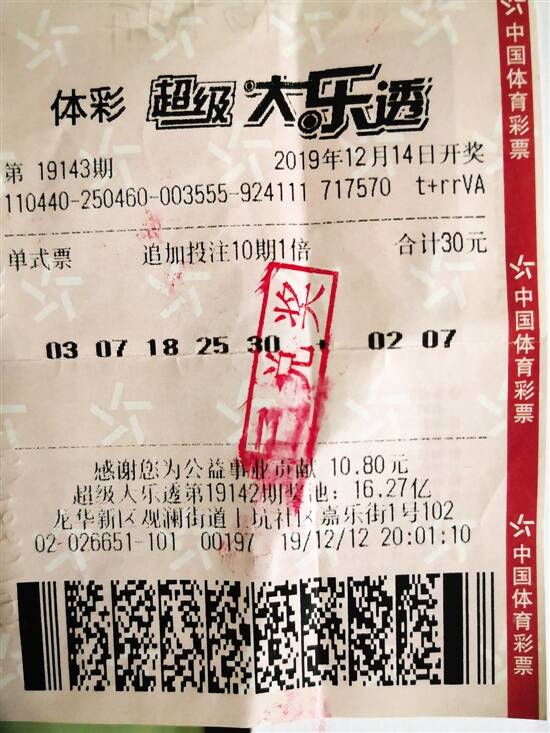 体彩 超级大乐透
第 19143期 2019年12月14日开奖
110440-250460-003555-924111 717570 t+rrVA
单式票 追加投注10期1倍 合计30元
03 07 18 25 30 + 02 07
已兑奖
感谢您为公益事业贡献 10.80元
超级大乐透第19142期奖池：16.27亿
龙华新区观澜街道上坑社区嘉乐街1号102
02-026651-101 00197 19/12/12 20:01:10
中国体育彩票
中国体育彩票
中国体育彩票